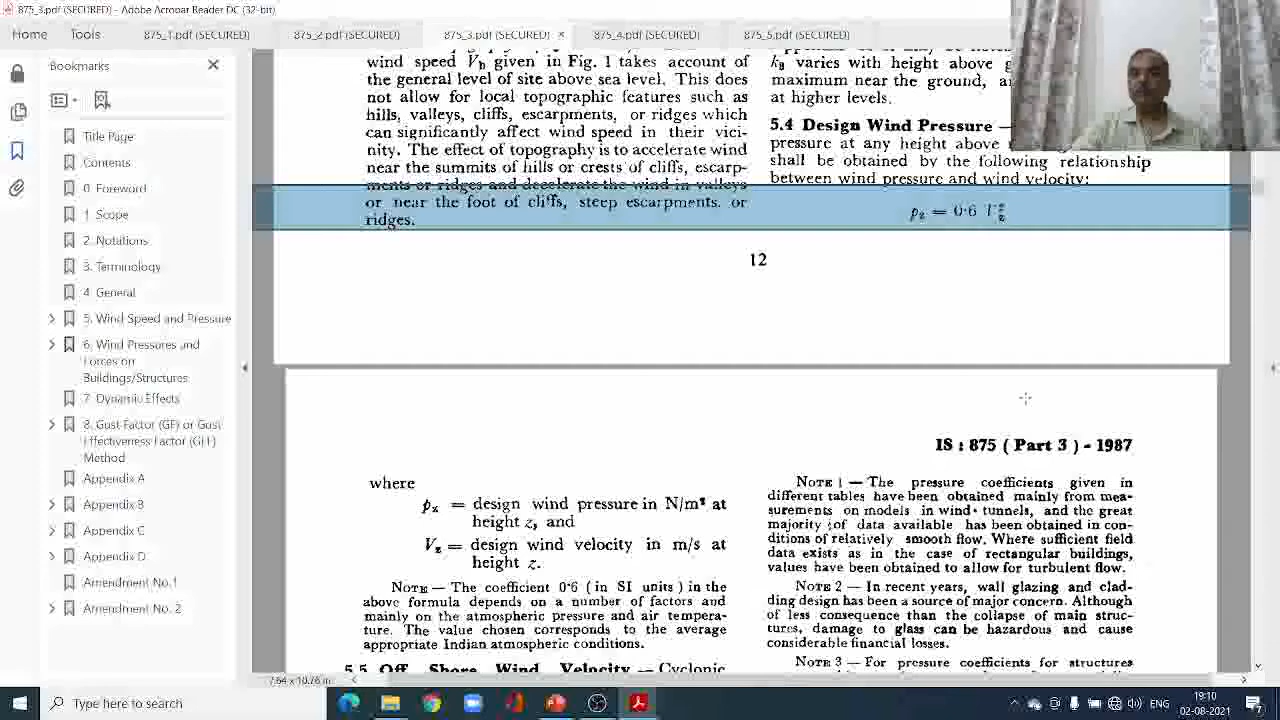 875_3.pdf (SECURED) - Adobe Acrobat Reader DC (32-bit)
Home
Tools
875_1.pdf (SECURED)
875_2.pdf (SECURED)
875_3.pdf (SECURED) ×
875_4.pdf (SECURED)
875_5.pdf (SECURED)
Bookmarks
Title Page
Contents
0. Foreword
1 Scope
2. Notations
3. Terminology
4. General
5. Wind Speed and Pressure
6. Wind Pressures and
Forces on
Buildings/Structures
7 Dynamic Effects
8. Gust Factor (GF) or Gust
Effectiveness Factor (GEF)
Method
Appendix A
Appendix B
Appendix C
Appendix D
Amendment No.1
Amendment No. 2
wind speed Vb given in Fig. 1 takes account of
the general level of site above sea level. This does
not allow for local topographic features such as
hills, valleys, cliffs, escarpments, or ridges which
can significantly affect wind speed in their vici-
nity. The effect of topography is to accelerate wind
near the summits of hills or crests of cliffs, escarp-
ments or ridges and decelerate the wind in valleys
or near the foot of cliffs, steep escarpments. or
ridges.
k3 varies with height above
maximum near the ground,
at higher levels.
5.4 Design Wind Pressure —
pressure at any height above
shall be obtained by the following relationship
between wind pressure and wind velocity:
pz = 0·6 Vz²
12
IS : 875 ( Part 3 ) - 1987
where
pz = design wind pressure in N/m² at
height z, and
Vz = design wind velocity in m/s at
height z.
NOTE — The coefficient 0·6 ( in SI units ) in the
above formula depends on a number of factors and
mainly on the atmospheric pressure and air tempera-
ture. The value chosen corresponds to the average
appropriate Indian atmospheric conditions.
5.5 Off Shore Wind Velocity — Cyclonic
NOTE 1 — The pressure coefficients given in
different tables have been obtained mainly from mea-
surements on models in wind-tunnels, and the great
majority of data available has been obtained in con-
ditions of relatively smooth flow. Where sufficient field
data exists as in the case of rectangular buildings,
values have been obtained to allow for turbulent flow.
NOTE 2 — In recent years, wall glazing and clad-
ding design has been a source of major concern. Although
of less consequence than the collapse of main struc-
tures, damage to glass can be hazardous and cause
considerable financial losses.
NOTE 3 — For pressure coefficients for structures
7.64 x 10.76 in
Type here to search
ENG
19:10
02-08-2021